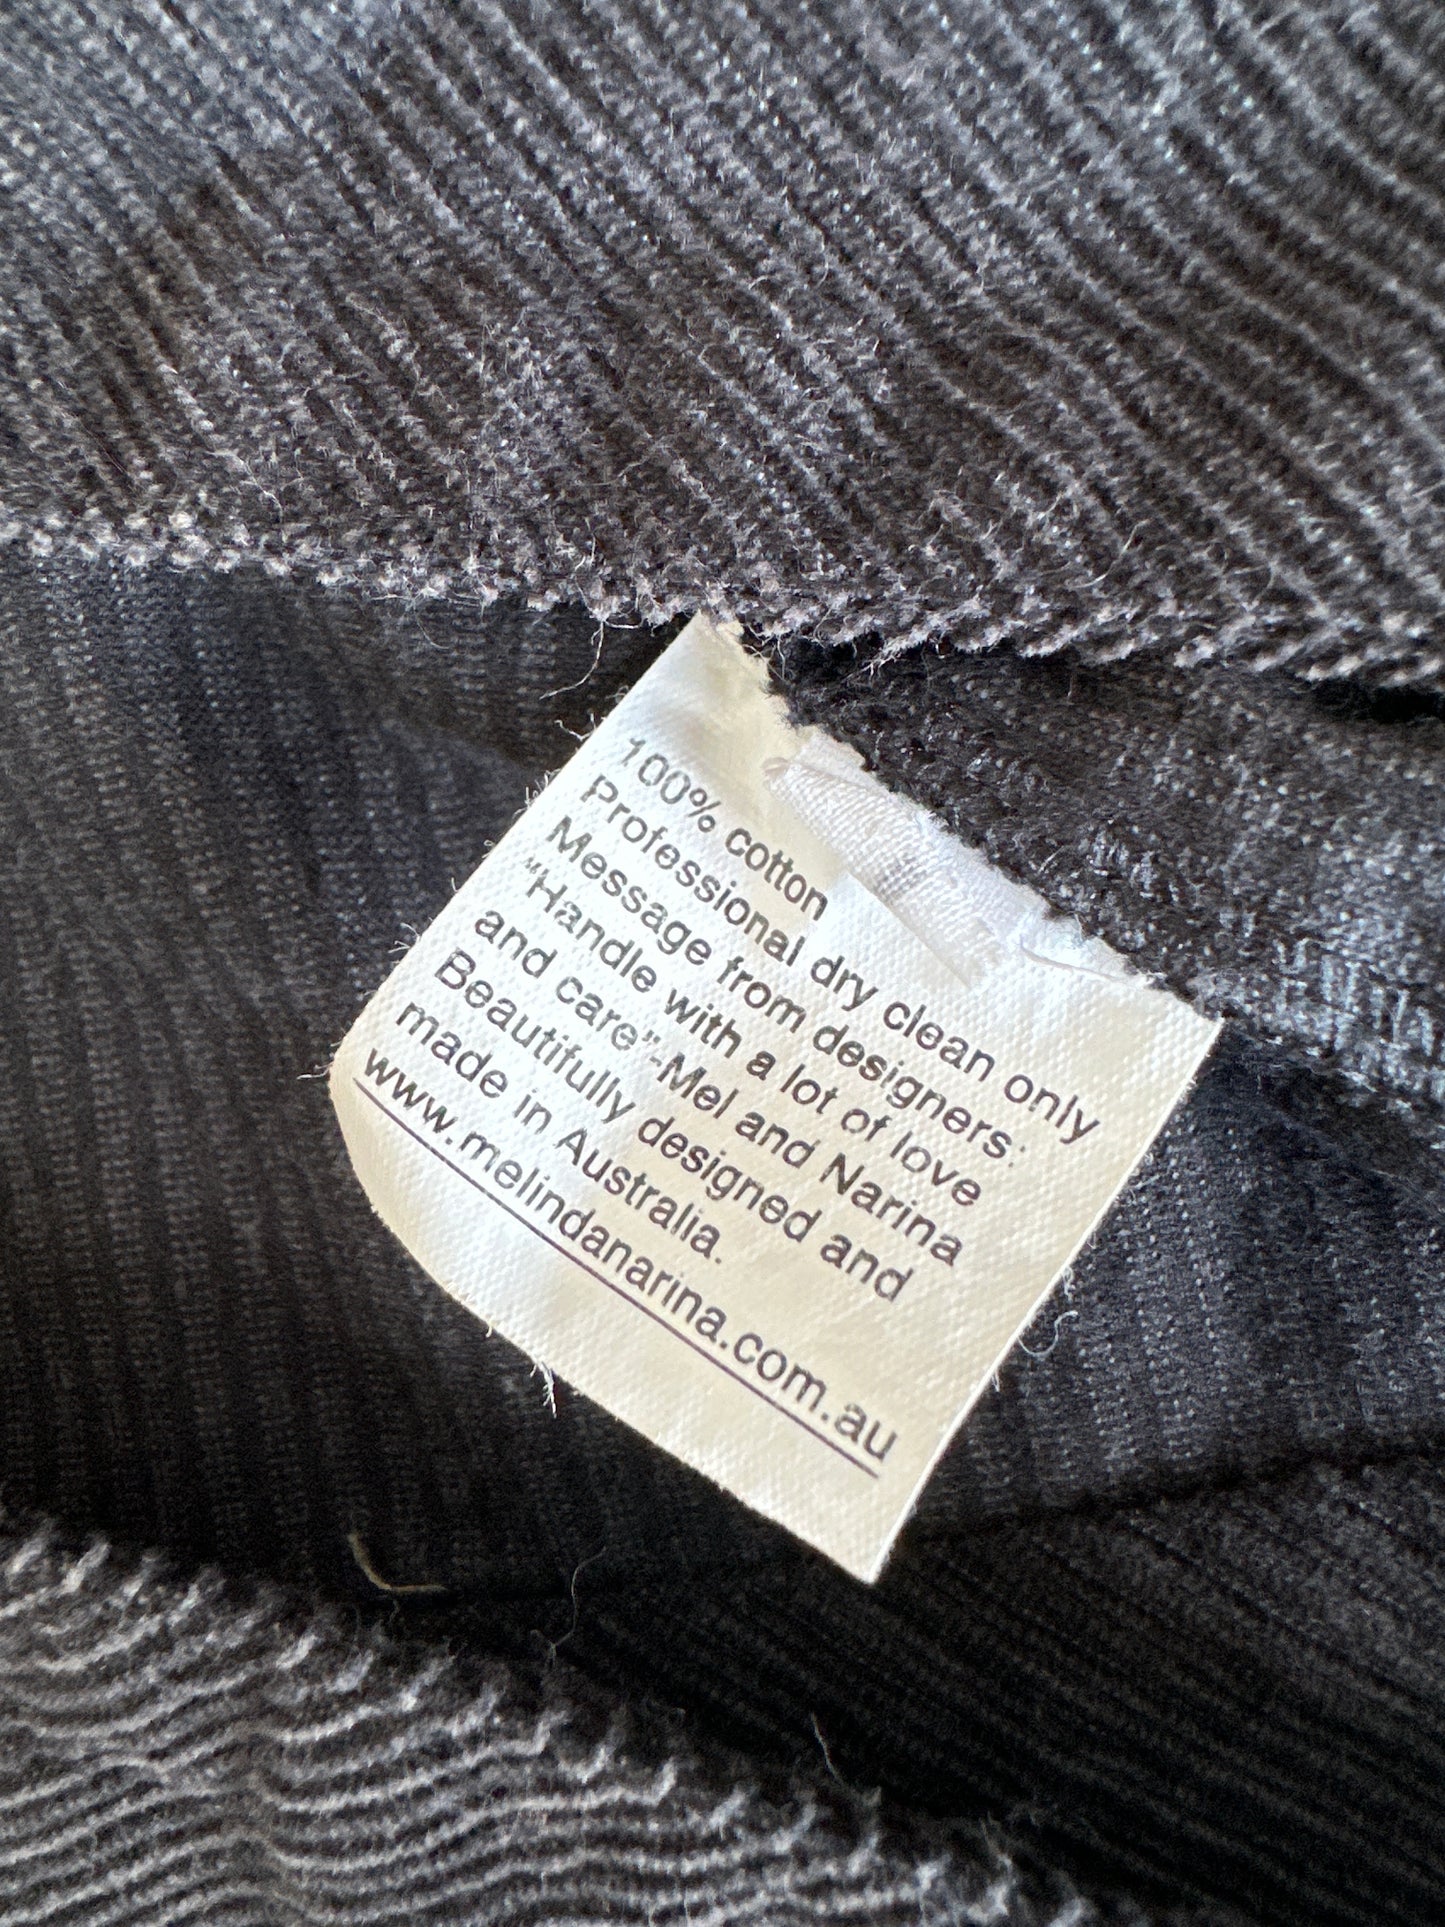 100% cotton
Professional dry clean only
Message from designers:
“Handle with a lot of love
and care”-Mel and Narina
Beautifully designed and
made in Australia.
www.melindanarina.com.au